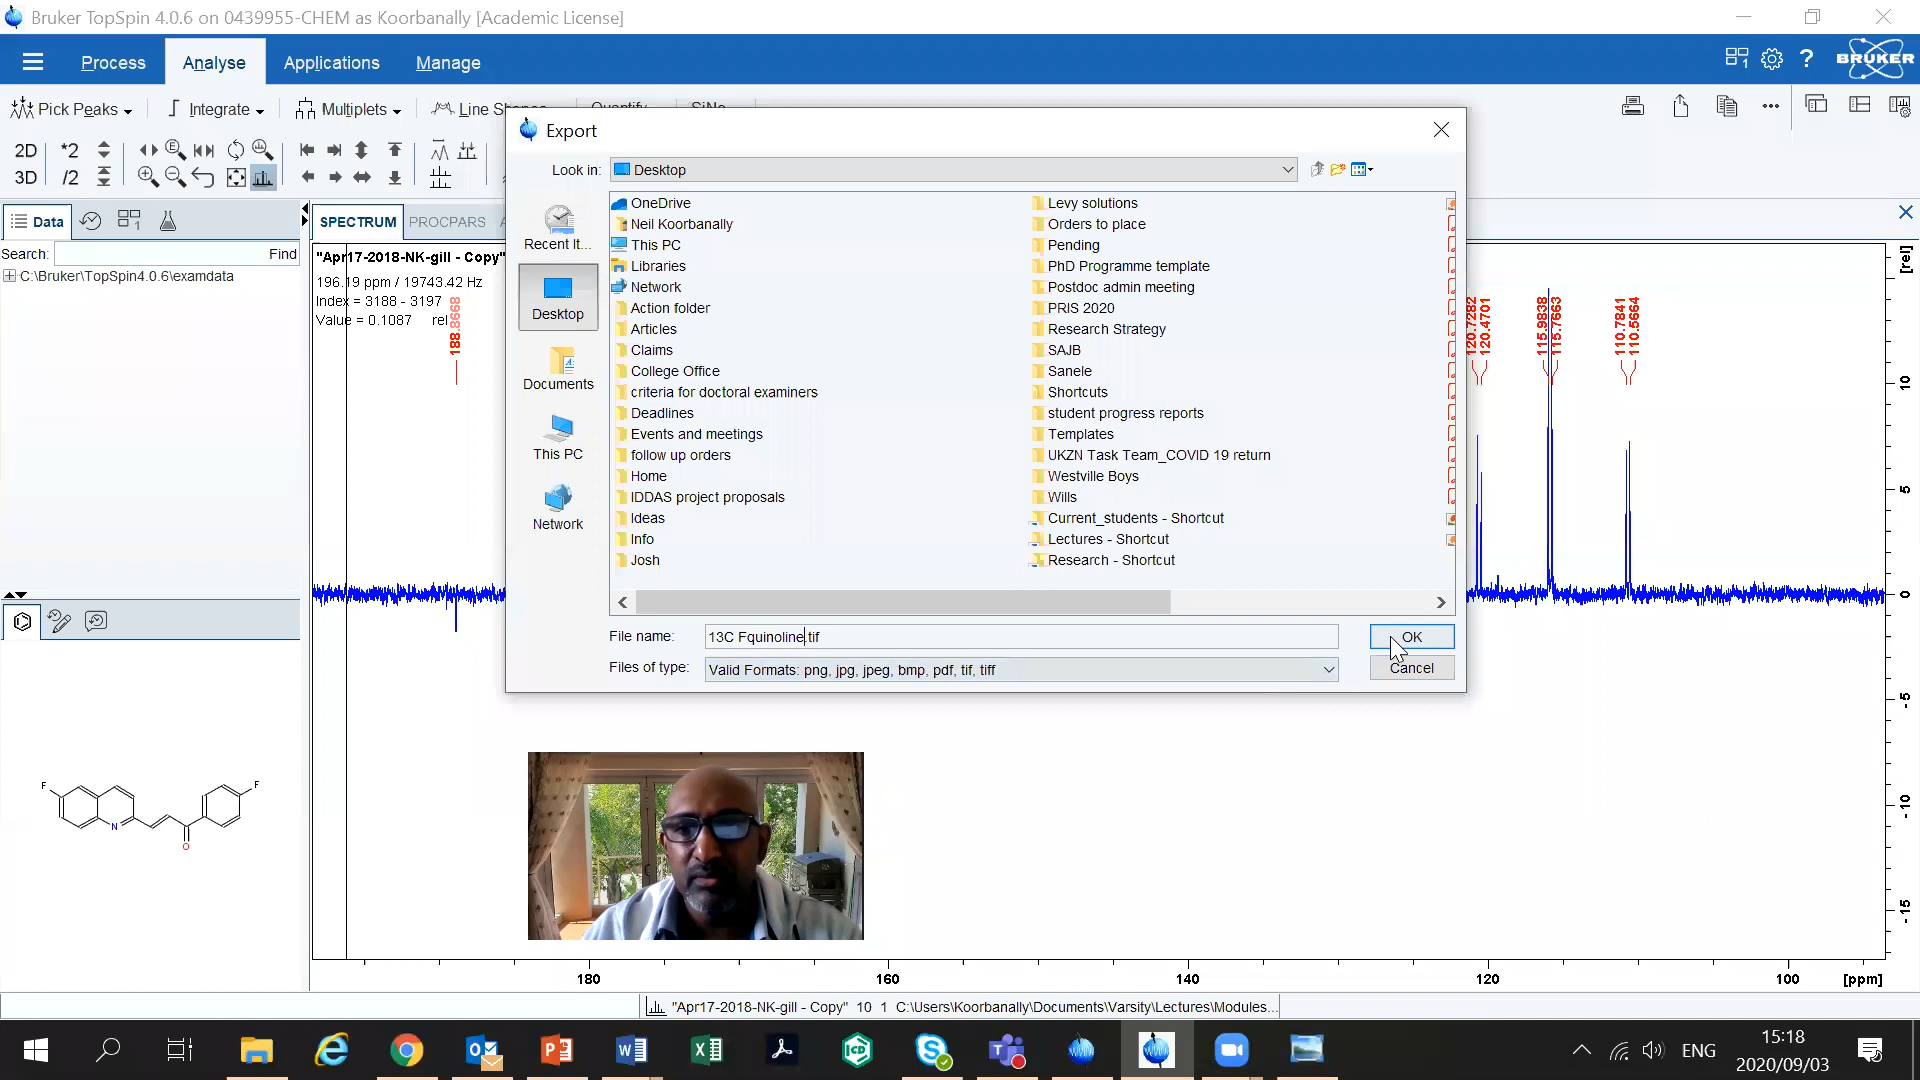 Bruker TopSpin 4.0.6 on 0439955-CHEM as Koorbanally [Academic License]
Process
Analyse
Applications
Manage
BRUKER
Pick Peaks
Integrate
Multiplets
2D *2
3D /2
Data
Search:
Find
C:\Bruker\TopSpin4.0.6\examdata
SPECTRUM
PROCPARS
"Apr17-2018-NK-gill - Copy"
196.19 ppm / 19743.42 Hz
Index = 3188 - 3197
Value = 0.1087 rel
188.8668
Export
Look in:
Desktop
Recent It...
Desktop
Documents
This PC
Network
OneDrive
Neil Koorbanally
This PC
Libraries
Network
Action folder
Articles
Claims
College Office
criteria for doctoral examiners
Deadlines
Events and meetings
follow up orders
Home
IDDAS project proposals
Ideas
Info
Josh
Levy solutions
Orders to place
Pending
PhD Programme template
Postdoc admin meeting
PRIS 2020
Research Strategy
SAJB
Sanele
Shortcuts
student progress reports
Templates
UKZN Task Team_COVID 19 return
Westville Boys
Wills
Current_students - Shortcut
Lectures - Shortcut
Research - Shortcut
File name:
13C Fquinoline.tif
OK
Files of type:
Valid Formats: png, jpg, jpeg, bmp, pdf, tif, tiff
Cancel
120.7282
120.4701
115.9838
115.7663
110.7841
110.5664
[rel]
10
5
0
-5
-10
-15
F
N
O
F
180
160
140
120
100
[ppm]
"Apr17-2018-NK-gill - Copy" 10 1 C:\Users\Koorbanally\Documents\Varsity\Lectures\Modules...
ENG
15:18
2020/09/03